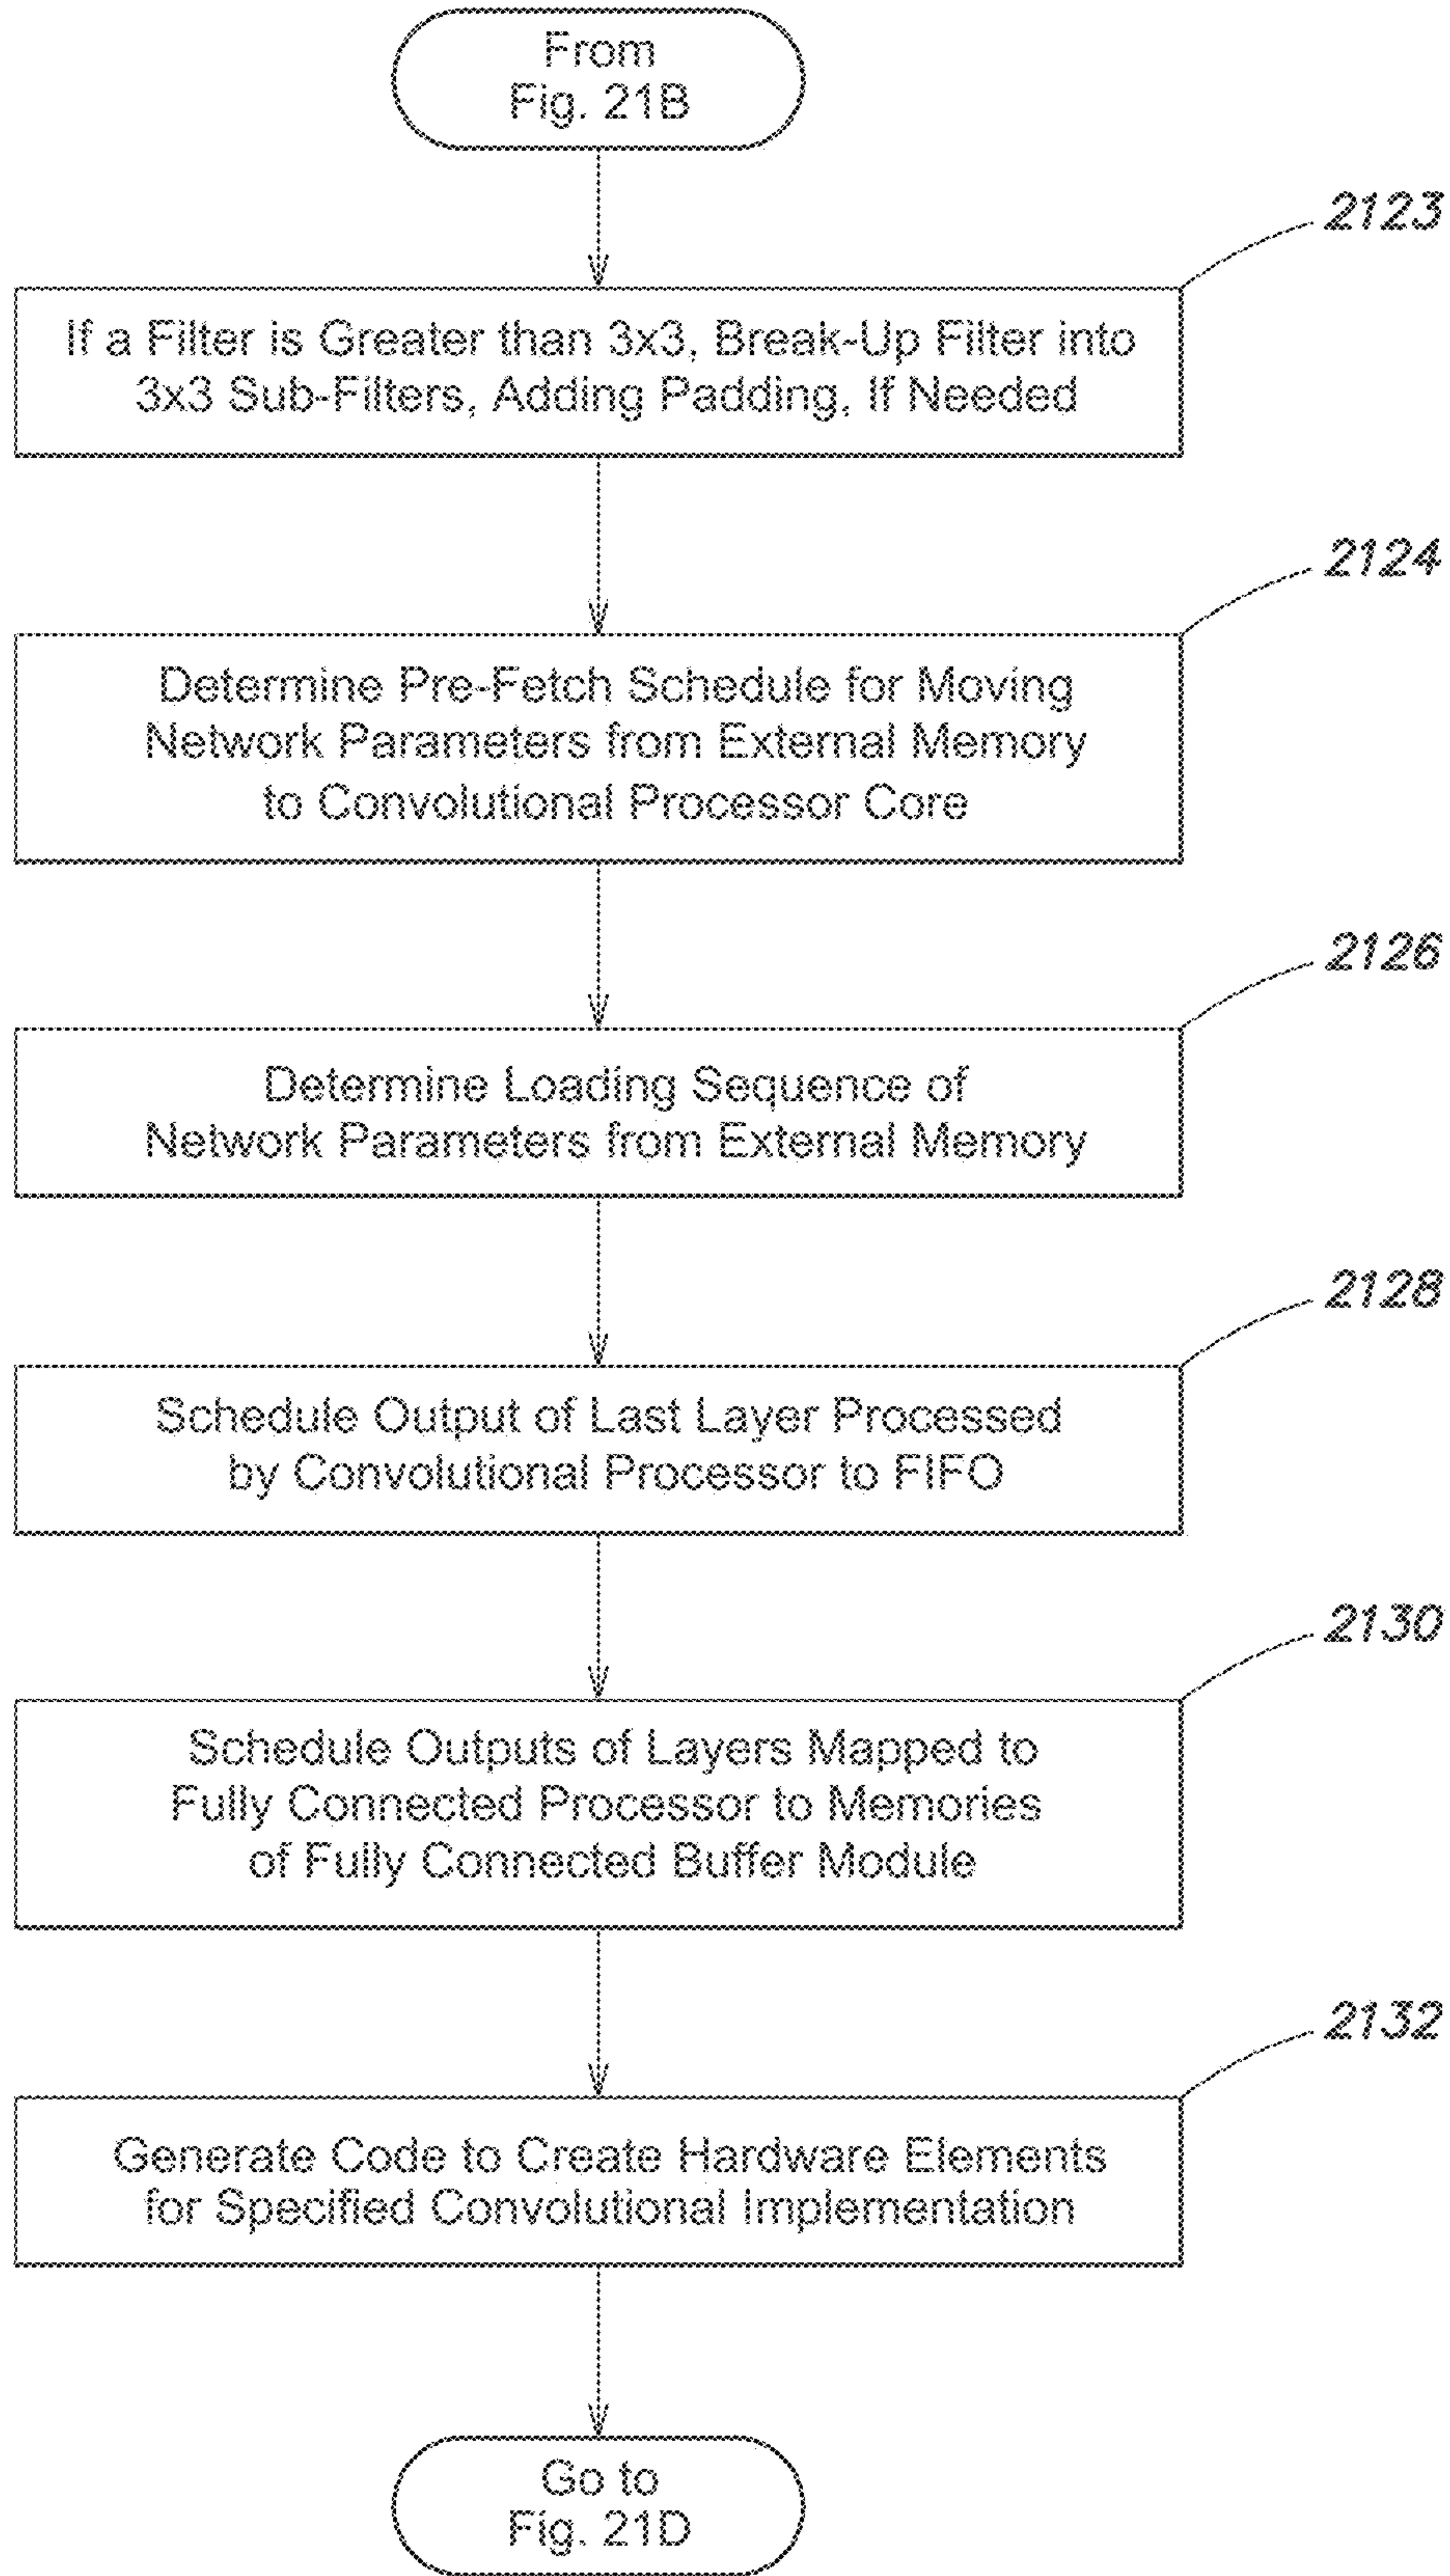 From
Fig. 21B
2123
If a Filter is Greater than 3x3, Break-Up Filter into
3x3 Sub-Filters, Adding Padding, If Needed
2124
Determine Pre-Fetch Schedule for Moving
Network Parameters from External Memory
to Convolutional Processor Core
2126
Determine Loading Sequence of
Network Parameters from External Memory
2128
Schedule Output of Last Layer Processed
by Convolutional Processor to FIFO
2130
Schedule Outputs of Layers Mapped to
Fully Connected Processor to Memories
of Fully Connected Buffer Module
2132
Generate Code to Create Hardware Elements
for Specified Convolutional Implementation
Go to
Fig. 21D